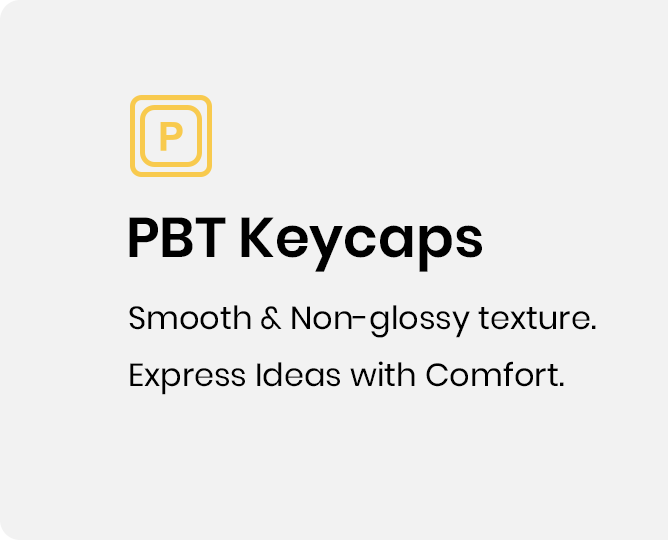 P
PBT Keycaps
Smooth & Non-glossy texture.
Express Ideas with Comfort.